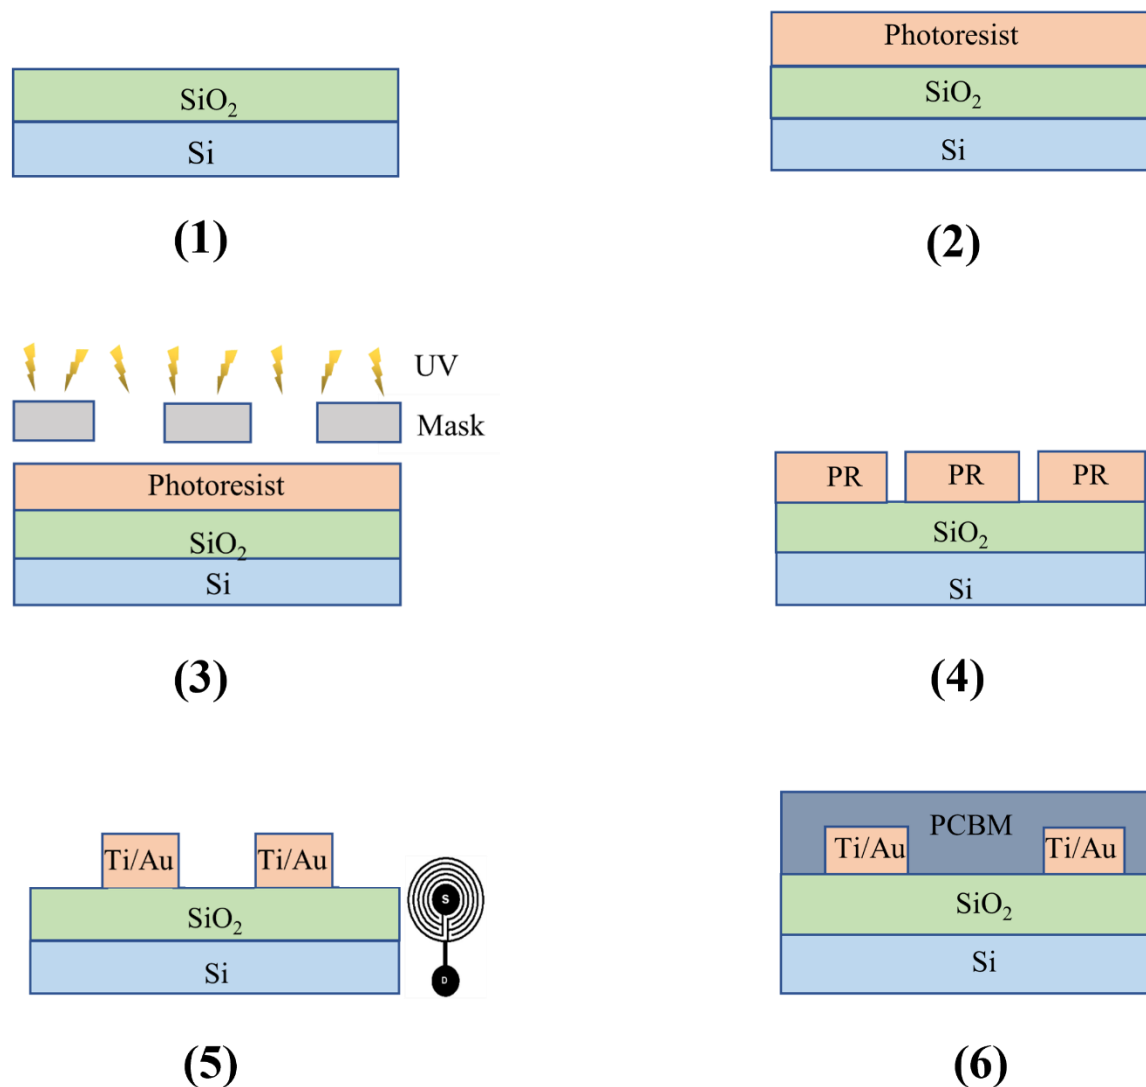 SiO₂
Si
(1)
Photoresist
SiO₂
Si
(2)
UV
Mask
Photoresist
SiO₂
Si
(3)
PR PR PR
SiO₂
Si
(4)
Ti/Au Ti/Au
SiO₂
Si
S
D
(5)
PCBM
Ti/Au Ti/Au
SiO₂
Si
(6)